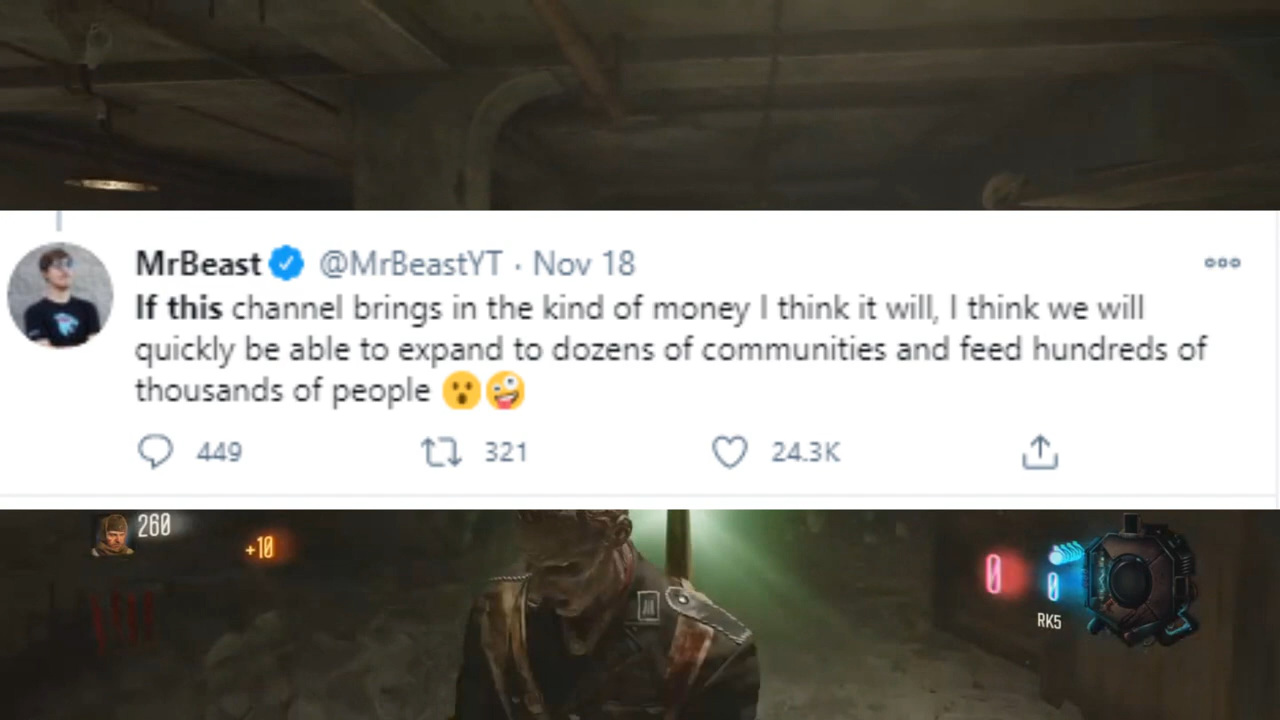 MrBeast @MrBeastYT · Nov 18
If this channel brings in the kind of money I think it will, I think we will
quickly be able to expand to dozens of communities and feed hundreds of
thousands of people 😮🤪
449 321 24.3K
260
+10
0 0
RK5